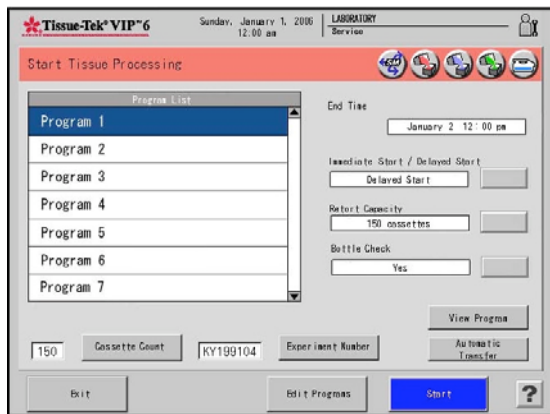 Tissue-Tek® VIP™ 6
Sunday, January 1, 2006
12:00 am
LABORATORY
Service
Start Tissue Processing
Program List
Program 1
Program 2
Program 3
Program 4
Program 5
Program 6
Program 7
End Time
January 2 12:00 pm
Immediate Start / Delayed Start
Delayed Start
Retort Capacity
150 cassettes
Bottle Check
Yes
View Program
150
Cassette Count
KY199104
Experiment Number
Automatic
Transfer
Exit
Edit Programs
Start
?